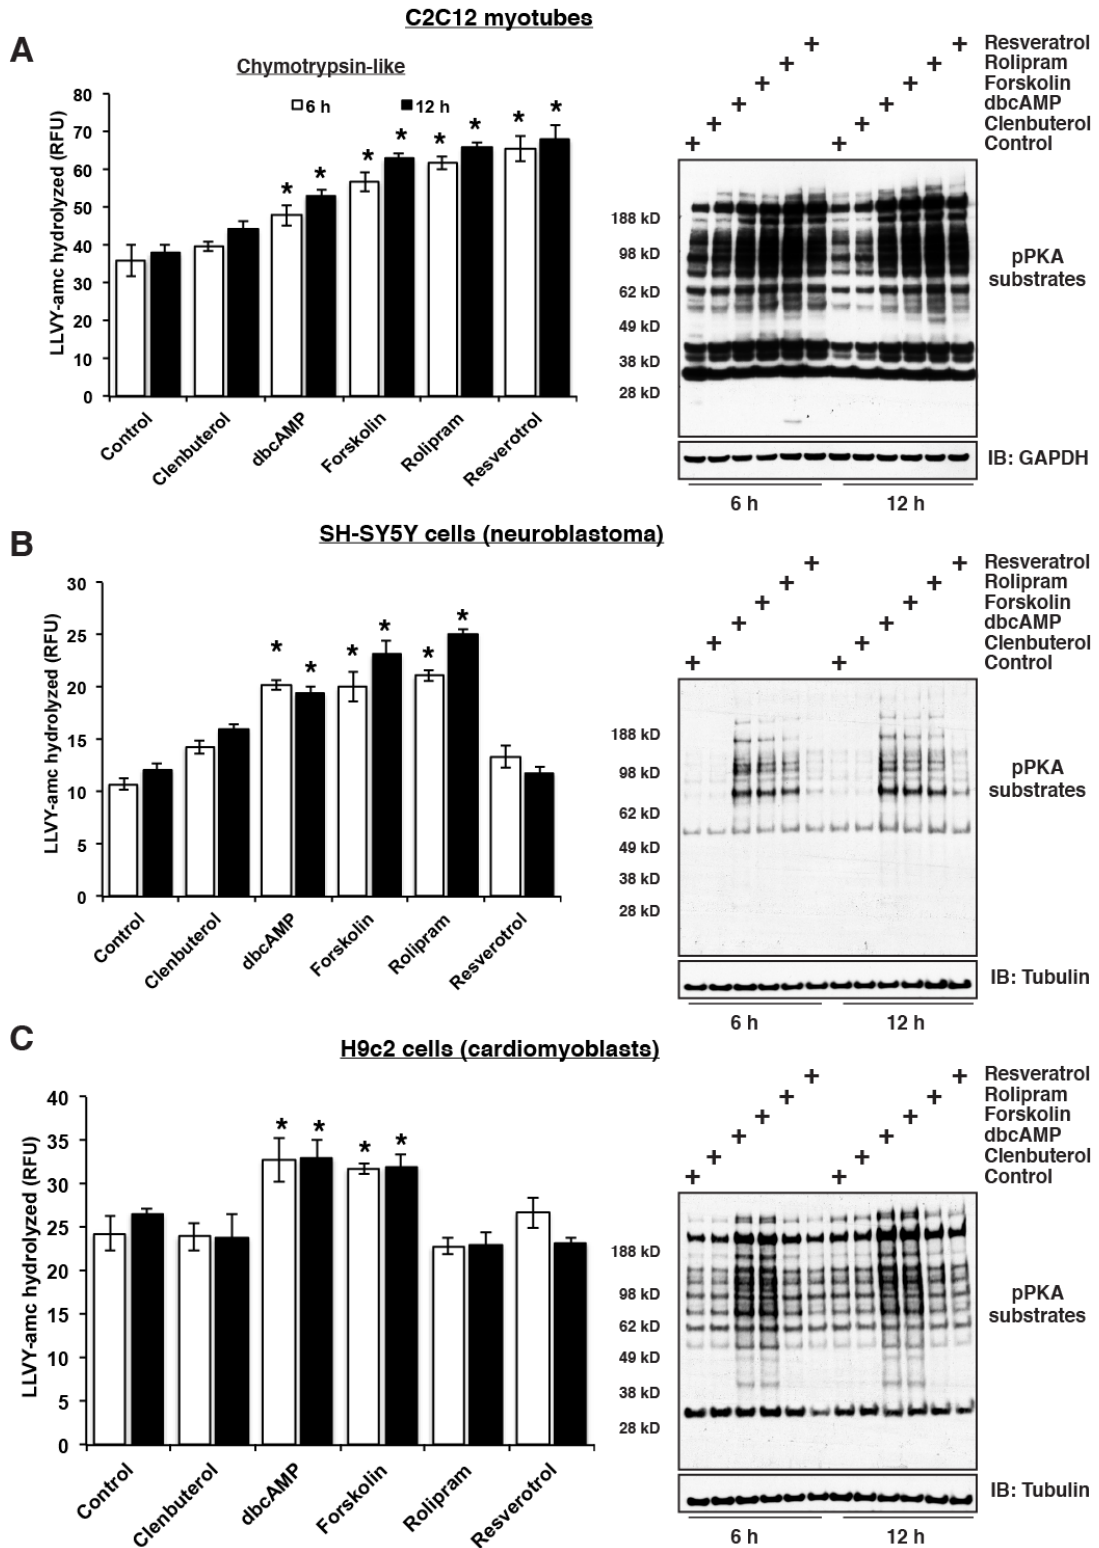 C2C12 myotubes
A
Chymotrypsin-like
6 h
12 h
LLVY-amc hydrolyzed (RFU)
80
70
60
50
40
30
20
10
0
* * * * * * * *
Control
Clenbuterol
dbcAMP
Forskolin
Rolipram
Resverotrol
+ Resveratrol
+ Rolipram
+ Forskolin
+ dbcAMP
+ Clenbuterol
+ Control
188 kD
98 kD
62 kD
49 kD
38 kD
28 kD
pPKA
substrates
IB: GAPDH
6 h
12 h
B
SH-SY5Y cells (neuroblastoma)
LLVY-amc hydrolyzed (RFU)
30
25
20
15
10
5
0
* * * * * *
Control
Clenbuterol
dbcAMP
Forskolin
Rolipram
Resverotrol
+ Resveratrol
+ Rolipram
+ Forskolin
+ dbcAMP
+ Clenbuterol
+ Control
188 kD
98 kD
62 kD
49 kD
38 kD
28 kD
pPKA
substrates
IB: Tubulin
6 h
12 h
C
H9c2 cells (cardiomyoblasts)
LLVY-amc hydrolyzed (RFU)
40
35
30
25
20
15
10
5
0
* * * *
Control
Clenbuterol
dbcAMP
Forskolin
Rolipram
Resverotrol
+ Resveratrol
+ Rolipram
+ Forskolin
+ dbcAMP
+ Clenbuterol
+ Control
188 kD
98 kD
62 kD
49 kD
38 kD
28 kD
pPKA
substrates
IB: Tubulin
6 h
12 h